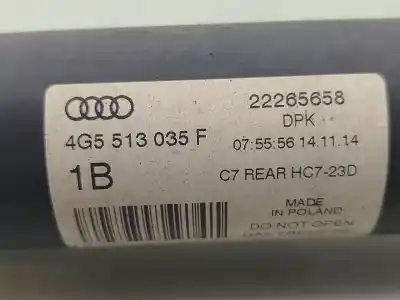 22265658
4G5 513 035 F
DPK
07:55:56 14.11.14
1B
C7 REAR HC7-23D
MADE
IN POLAND
DO NOT OPEN